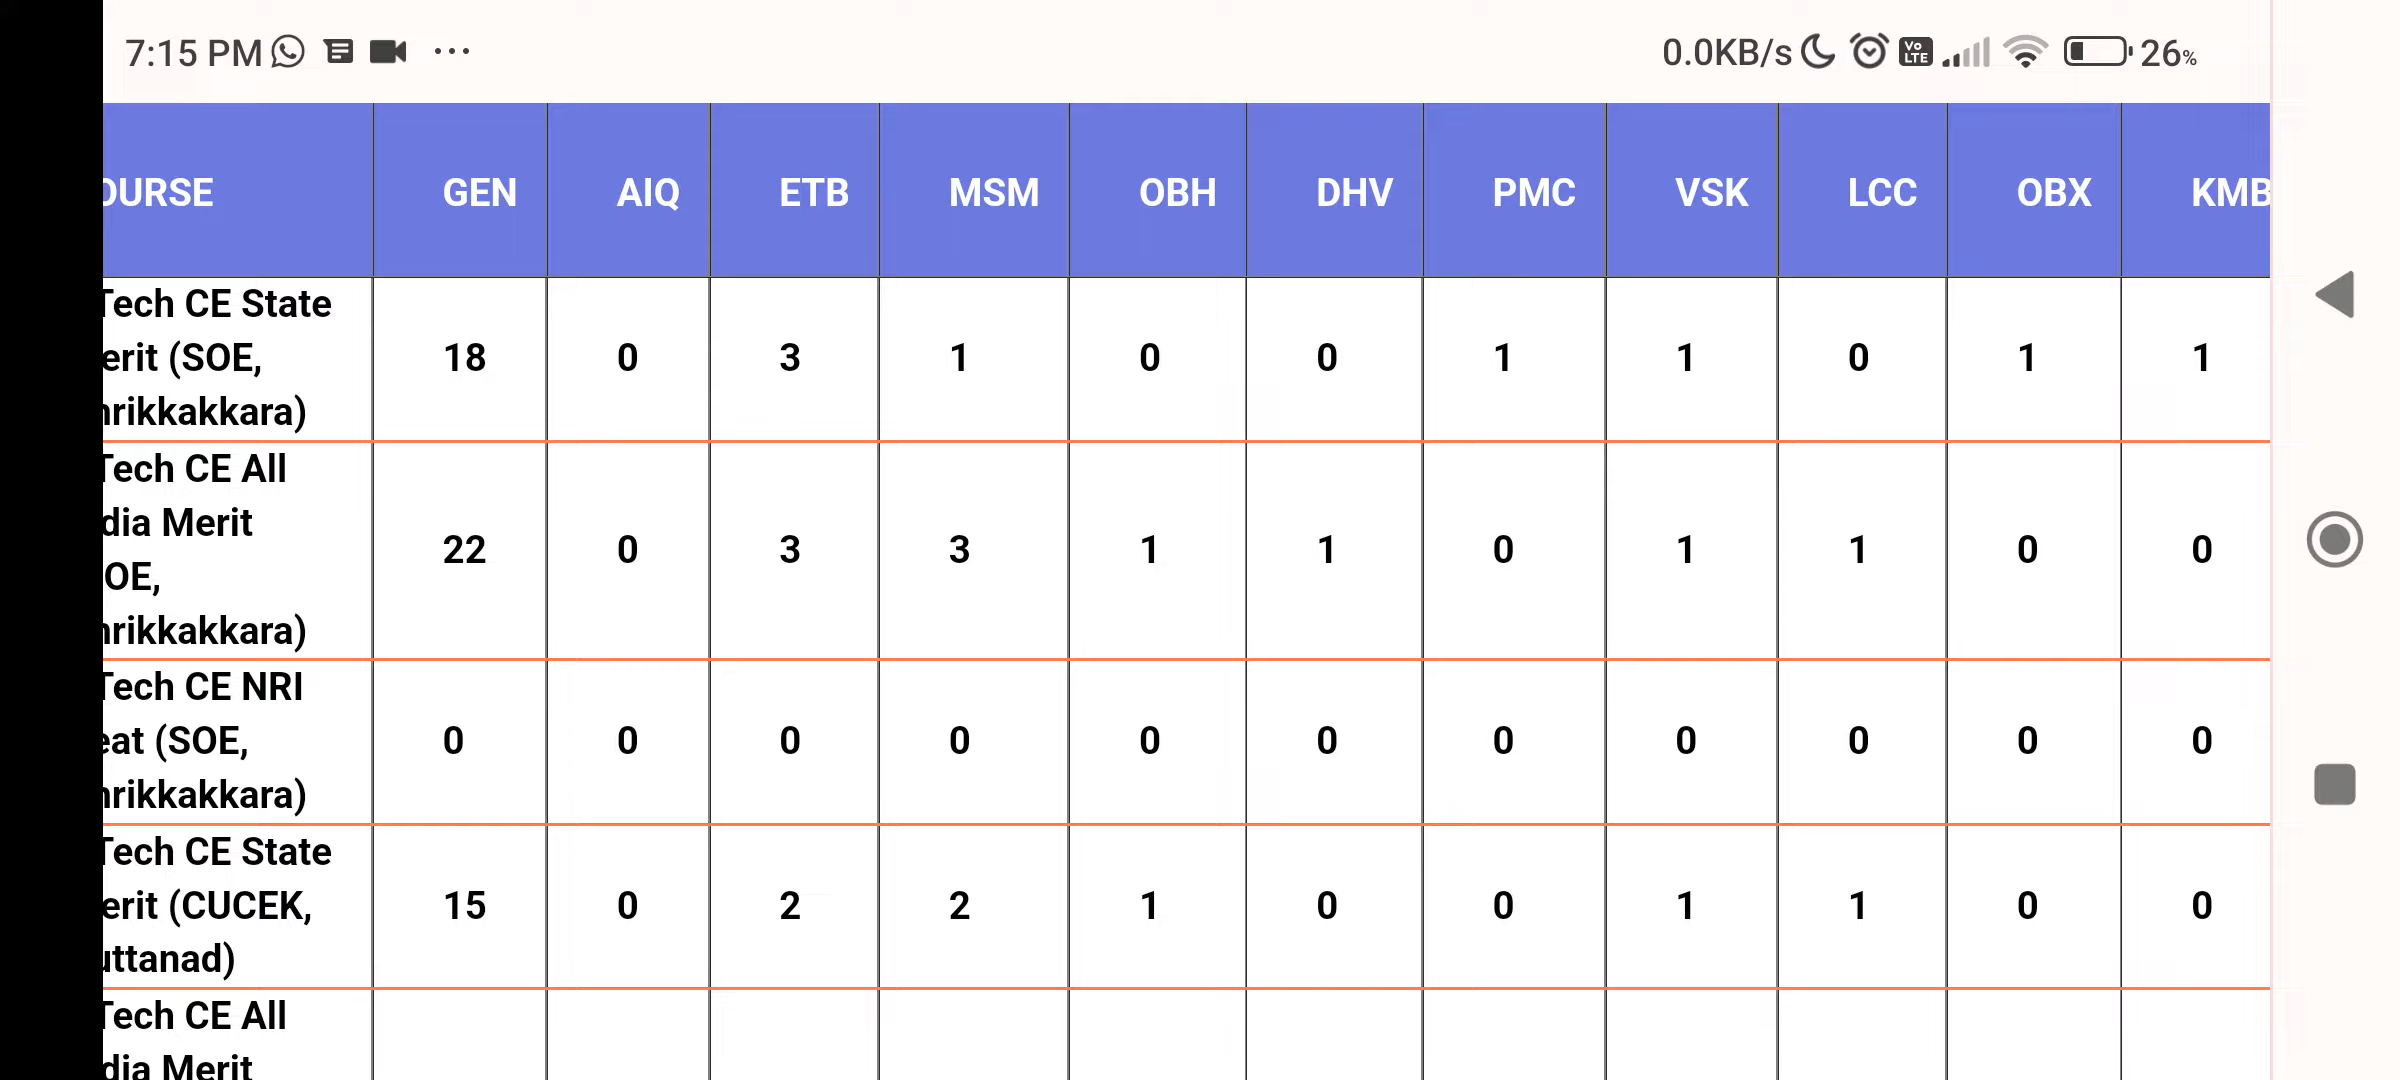 7:15 PM 0.0KB/s Vo LTE 26%
OURSE GEN AIQ ETB MSM OBH DHV PMC VSK LCC OBX KMB
Tech CE State
erit (SOE, 18 0 3 1 0 0 1 1 0 1 1
hrikkakkara)
Tech CE All
dia Merit
OE, 22 0 3 3 1 1 0 1 1 0 0
hrikkakkara)
Tech CE NRI
eat (SOE, 0 0 0 0 0 0 0 0 0 0 0
hrikkakkara)
Tech CE State
erit (CUCEK, 15 0 2 2 1 0 0 1 1 0 0
uttanad)
Tech CE All
dia Merit